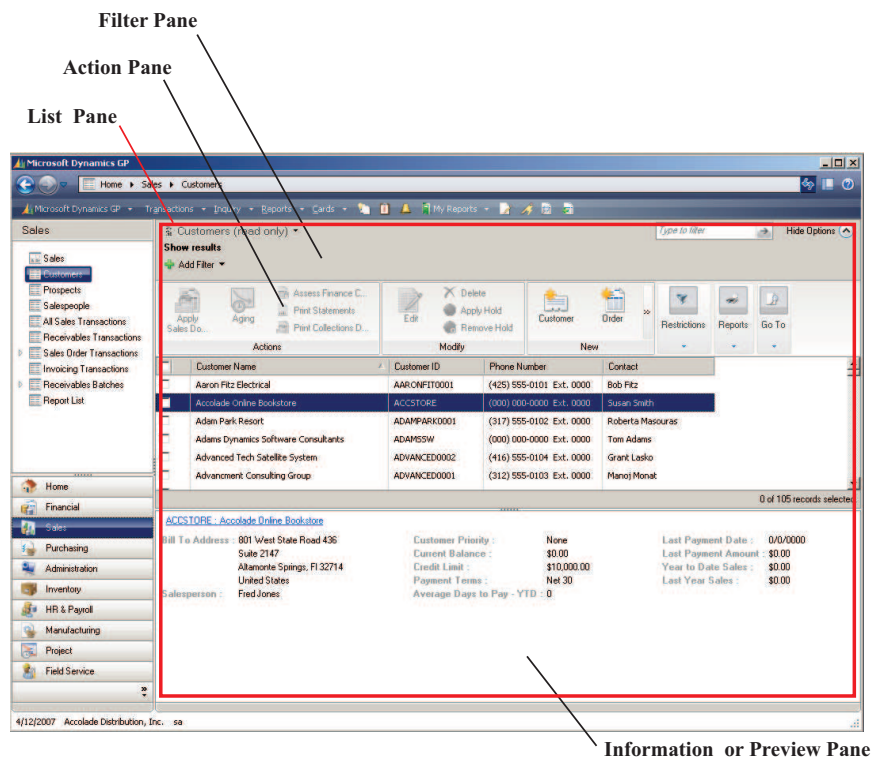 Filter Pane
Action Pane
List Pane
Microsoft Dynamics GP
Home Sales Customers
Microsoft Dynamics GP Transactions Inquiry Reports Cards My Reports
Sales
Customers (read only)
Type to filter
Hide Options
Show results
Add Filter
Sales
Customers
Prospects
Salespeople
All Sales Transactions
Receivables Transactions
Sales Order Transactions
Invoicing Transactions
Receivables Batches
Report List
Apply Sales Do...
Aging
Assess Finance C...
Print Statements
Print Collections D...
Actions
Edit
Delete
Apply Hold
Remove Hold
Modify
Customer
Order
New
Restrictions
Reports
Go To
Customer Name Customer ID Phone Number Contact
Aaron Fitz Electrical AARONFIT0001 (425) 555-0101 Ext. 0000 Bob Fitz
Accolade Online Bookstore ACCSTORE (000) 000-0000 Ext. 0000 Susan Smith
Adam Park Resort ADAMPARK0001 (317) 555-0102 Ext. 0000 Roberta Masouras
Adams Dynamics Software Consultants ADAMSSW (000) 000-0000 Ext. 0000 Tom Adams
Advanced Tech Satellite System ADVANCED0002 (416) 555-0104 Ext. 0000 Grant Lasko
Advancment Consulting Group ADVANCED0001 (312) 555-0103 Ext. 0000 Manoj Monat
0 of 105 records selected
Home
Financial
Sales
Purchasing
Administration
Inventory
HR & Payroll
Manufacturing
Project
Field Service
ACCSTORE : Accolade Online Bookstore
Bill To Address : 801 West State Road 436 Customer Priority : None Last Payment Date : 0/0/0000
Suite 2147 Current Balance : $0.00 Last Payment Amount : $0.00
Altamonte Springs, Fl 32714 Credit Limit : $10,000.00 Year to Date Sales : $0.00
United States Payment Terms : Net 30 Last Year Sales : $0.00
Salesperson : Fred Jones Average Days to Pay - YTD : 0
4/12/2007 Accolade Distribution, Inc. sa
Information or Preview Pane